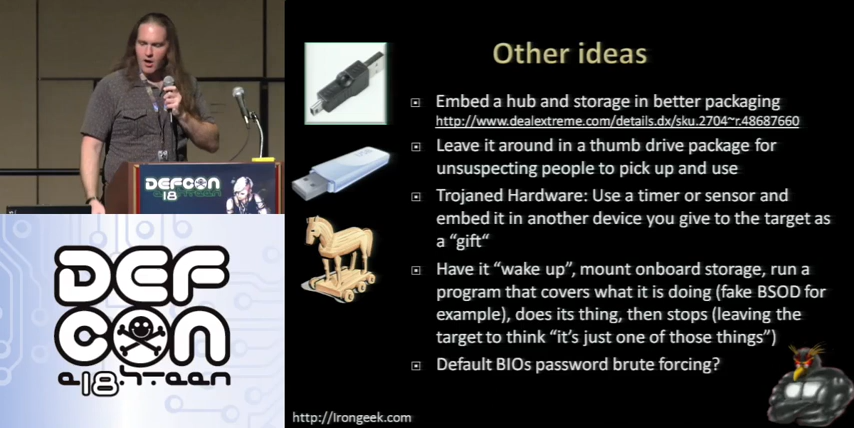 Other ideas
Embed a hub and storage in better packaging
http://www.dealextreme.com/details.dx/sku.2704~r.48687660
Leave it around in a thumb drive package for
unsuspecting people to pick up and use
Trojaned Hardware: Use a timer or sensor and
embed it in another device you give to the target as
a “gift“
Have it “wake up”, mount onboard storage, run a
program that covers what it is doing (fake BSOD for
example), does its thing, then stops (leaving the
target to think “it’s just one of those things”)
Default BIOs password brute forcing?
http://Irongeek.com
DEFCON
18
DEF
CON
e18hteen